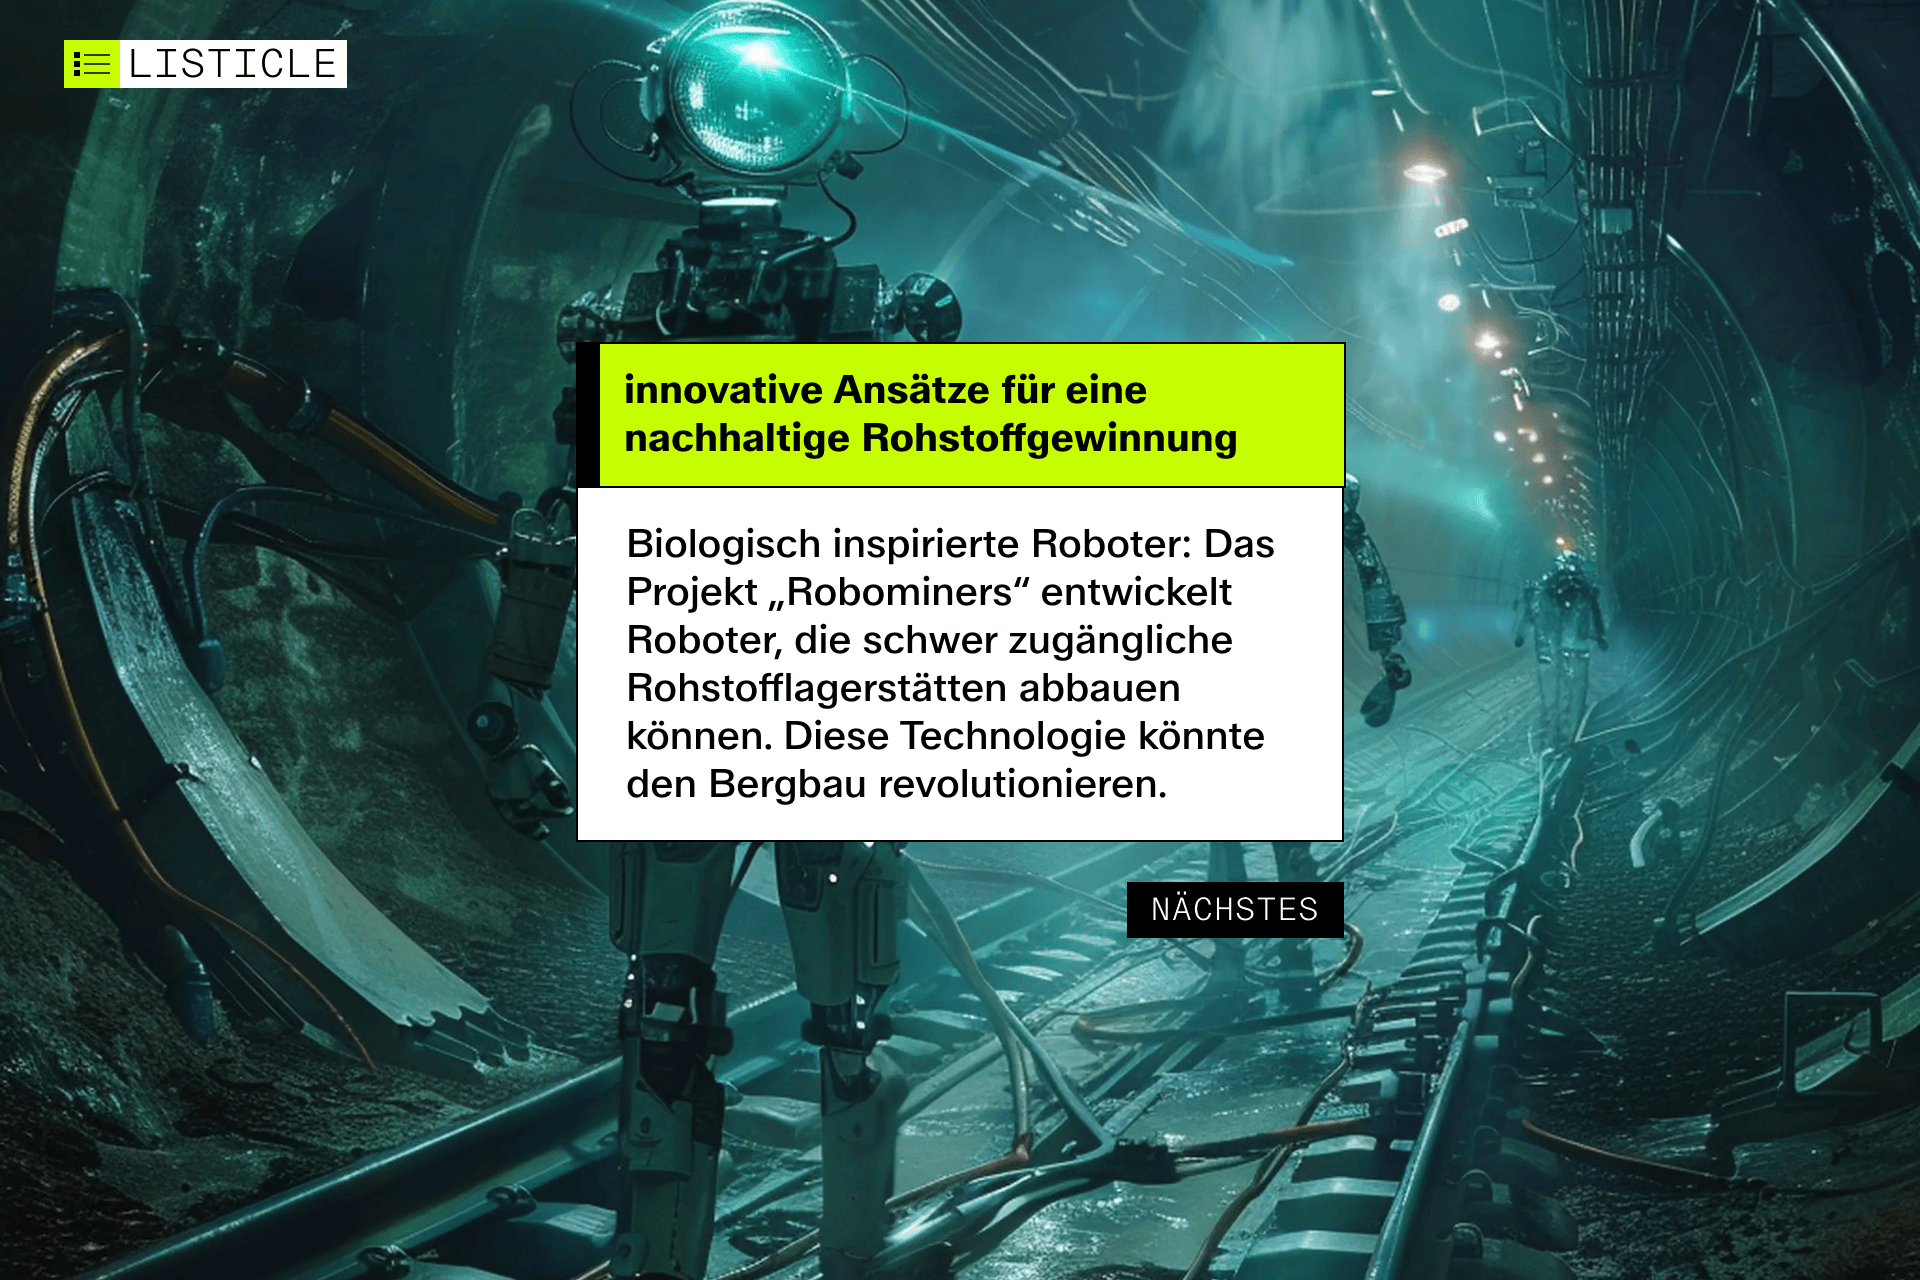 LISTICLE
innovative Ansätze für eine
nachhaltige Rohstoffgewinnung
Biologisch inspirierte Roboter: Das
Projekt „Robominers“ entwickelt
Roboter, die schwer zugängliche
Rohstofflagerstätten abbauen
können. Diese Technologie könnte
den Bergbau revolutionieren.
NÄCHSTES